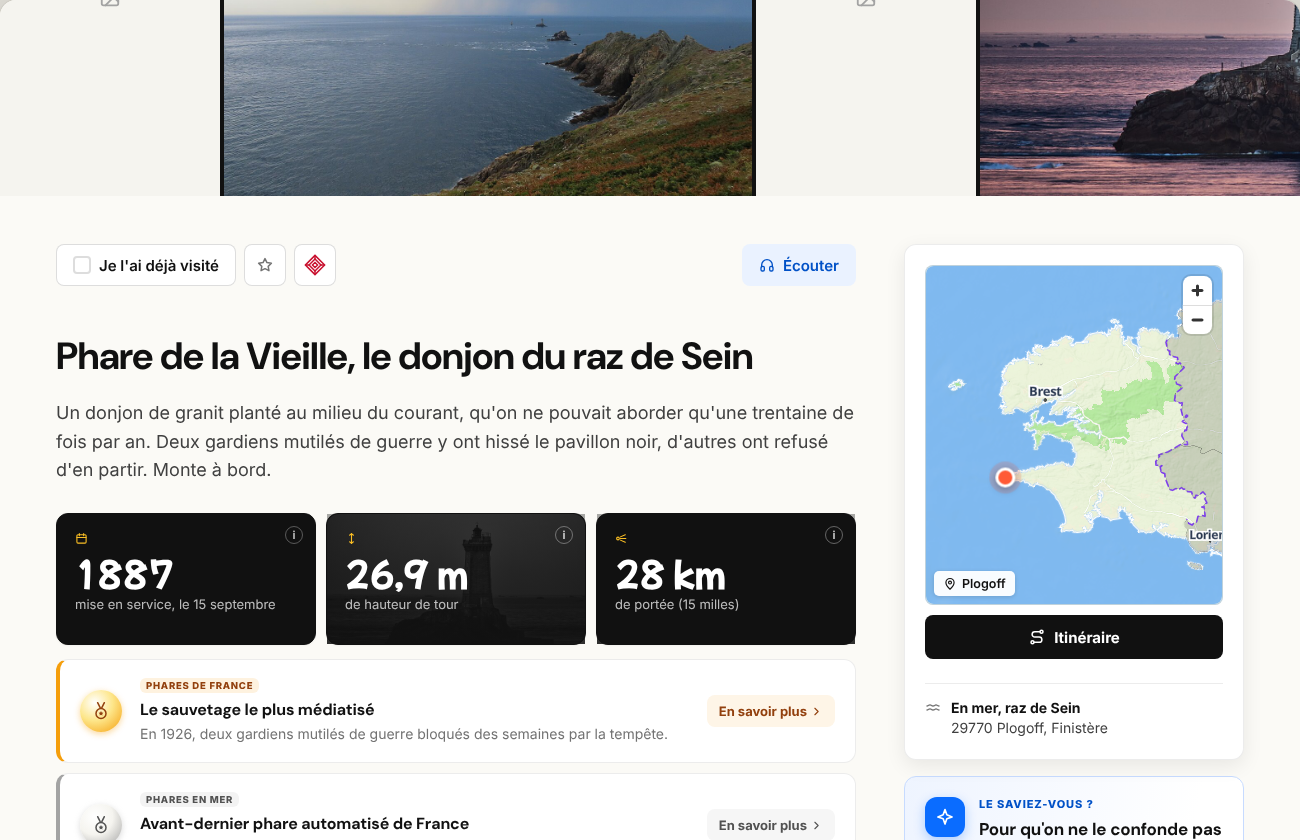 Je l'ai déjà visité
Écouter
Phare de la Vieille, le donjon du raz de Sein
Un donjon de granit planté au milieu du courant, qu'on ne pouvait aborder qu'une trentaine de
fois par an. Deux gardiens mutilés de guerre y ont hissé le pavillon noir, d'autres ont refusé
d'en partir. Monte à bord.
1887
mise en service, le 15 septembre
26,9 m
de hauteur de tour
28 km
de portée (15 milles)
PHARES DE FRANCE
Le sauvetage le plus médiatisé
En 1926, deux gardiens mutilés de guerre bloqués des semaines par la tempête.
En savoir plus
PHARES EN MER
Avant-dernier phare automatisé de France
En savoir plus
+
−
Brest
Lorier
Plogoff
Itinéraire
En mer, raz de Sein
29770 Plogoff, Finistère
LE SAVIEZ-VOUS ?
Pour qu'on ne le confonde pas